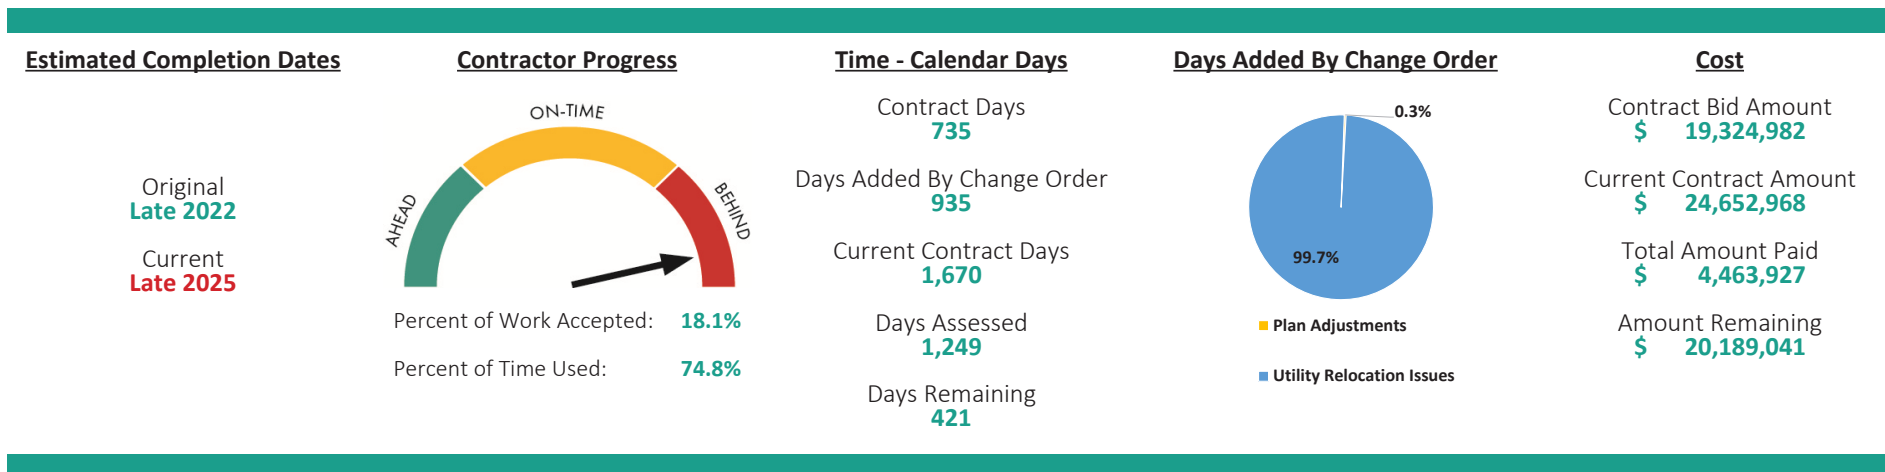 Estimated Completion Dates
Original
Late 2022
Current
Late 2025
Contractor Progress
AHEAD
ON-TIME
BEHIND
Percent of Work Accepted: 18.1%
Percent of Time Used: 74.8%
Time - Calendar Days
Contract Days
735
Days Added By Change Order
935
Current Contract Days
1,670
Days Assessed
1,249
Days Remaining
421
Days Added By Change Order
0.3%
99.7%
Plan Adjustments
Utility Relocation Issues
Cost
Contract Bid Amount
$ 19,324,982
Current Contract Amount
$ 24,652,968
Total Amount Paid
$ 4,463,927
Amount Remaining
$ 20,189,041